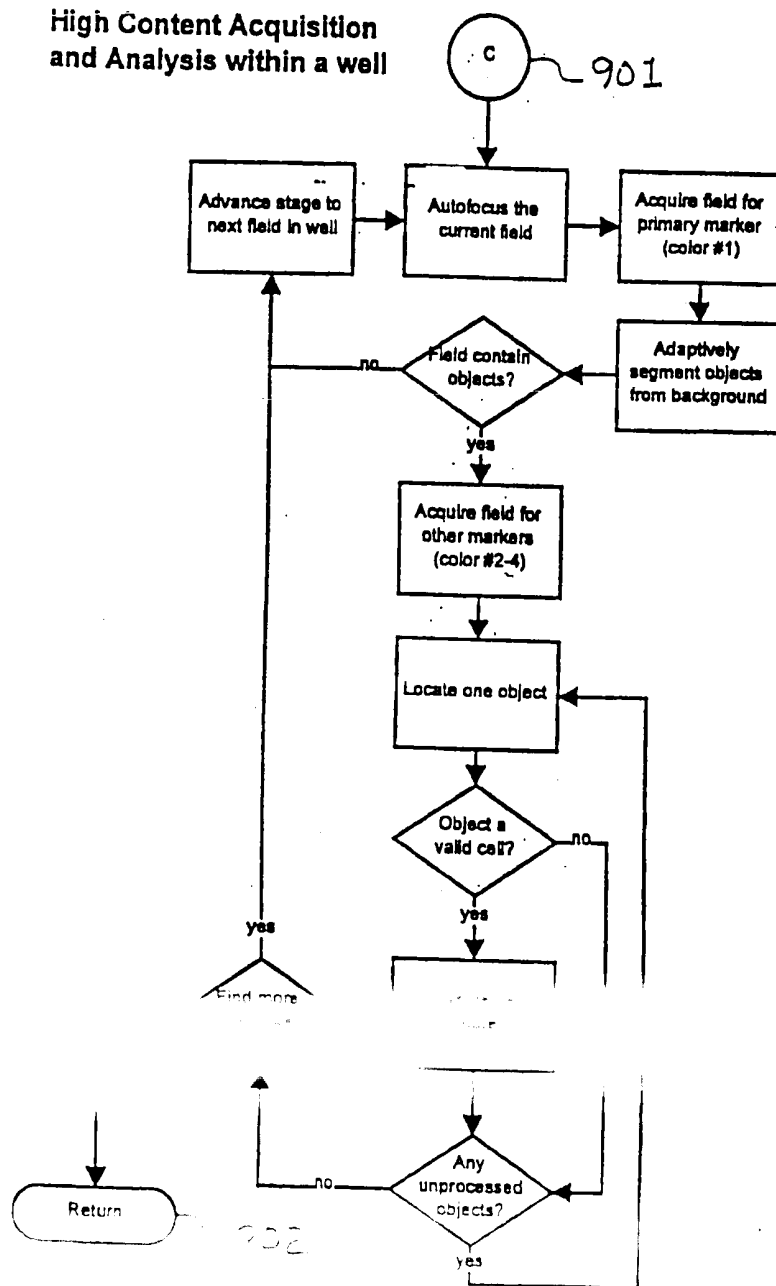 High Content Acquisition
and Analysis within a well
C
901
Advance stage to
next field in well
Autofocus the
current field
Acquire field for
primary marker
(color #1)
no
Field contain
objects?
Adaptively
segment objects
from background
yes
Acquire field for
other markers
(color #2-4)
Locate one object
Object a
valid cell?
no
yes
yes
Find more
Return
no
Any
unprocessed
objects?
yes